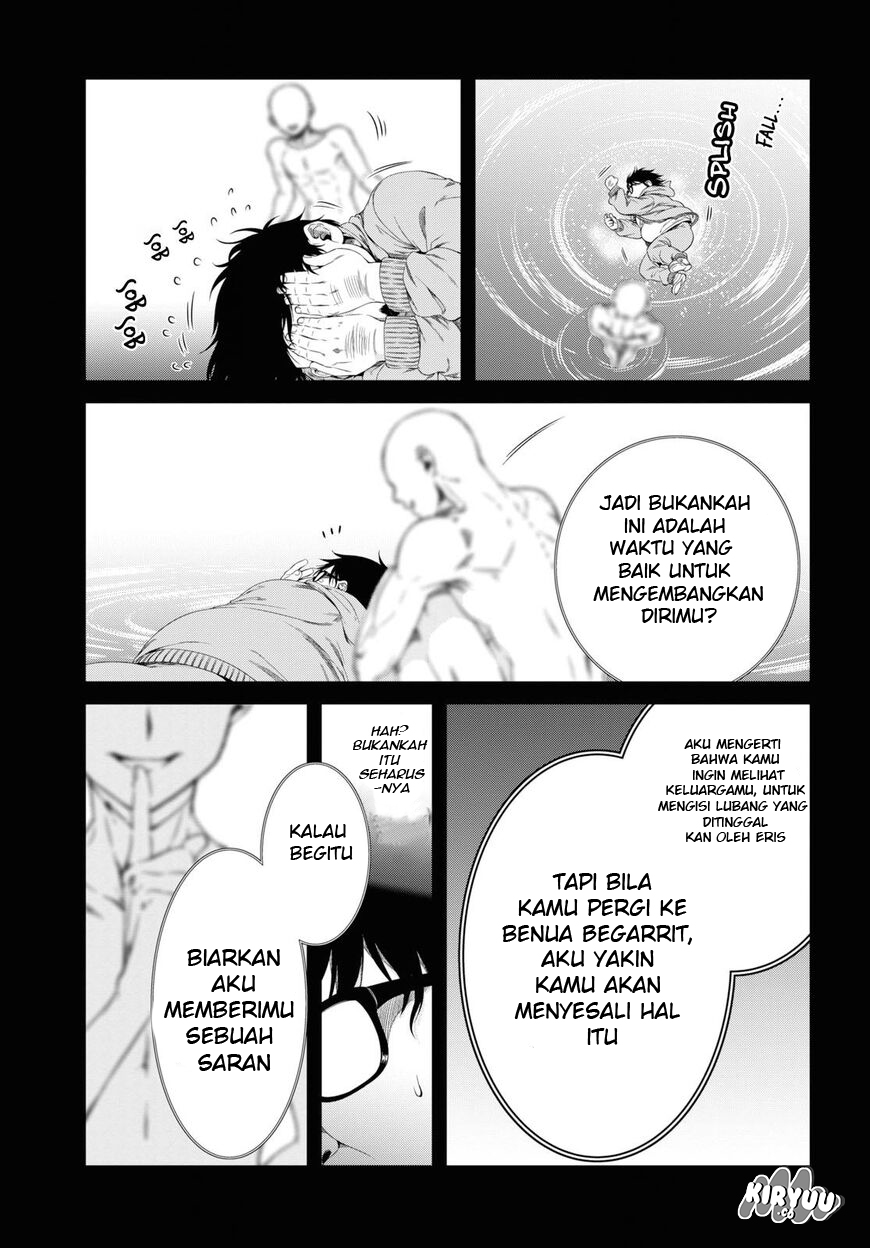 FALL...
SPLISH
SOB
SOB
SOB
SOB
JADI BUKANKAH
INI ADALAH
WAKTU YANG
BAIK UNTUK
MENGEMBANGKAN
DIRIMU?
AKU MENGERTI
BAHWA KAMU
INGIN MELIHAT
KELUARGAMU, UNTUK
MENGISI LUBANG YANG
DITINGGAL
KAN OLEH ERIS
TAPI BILA
KAMU PERGI KE
BENUA BEGARRIT,
AKU YAKIN
KAMU AKAN
MENYESALI HAL
ITU
HAH?
BUKANKAH
ITU
SEHARUS
-NYA
KALAU
BEGITU
BIARKAN
AKU
MEMBERIMU
SEBUAH
SARAN
KIRYUU
.CO